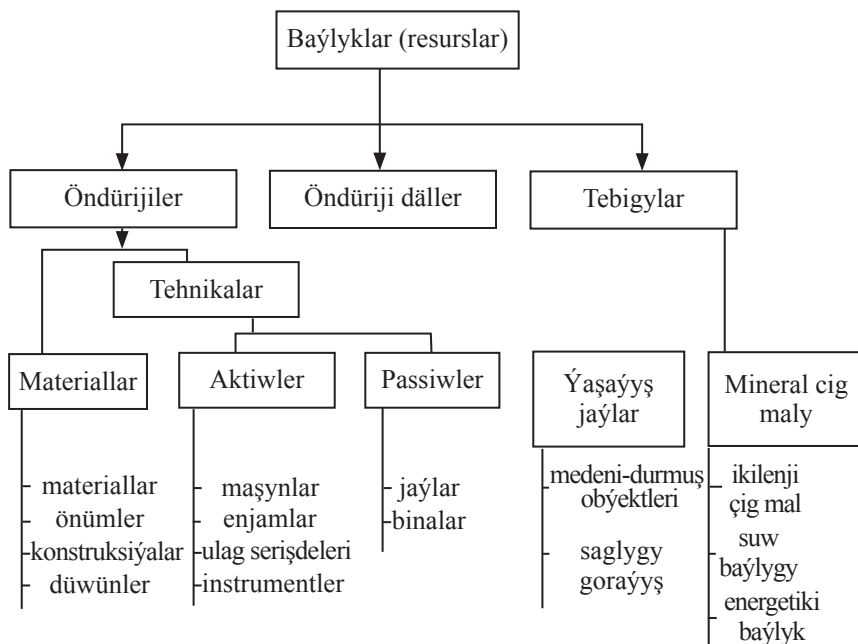 Baýlyklar (resurslar)
Öndürijiler
Öndüriji däller
Tebigylar
Tehnikalar
Materiallar
Aktiwler
Passiwler
Ýaşaýyş
jaýlar
Mineral cig
maly
materiallar
önümler
konstruksiýalar
düwünler
maşynlar
enjamlar
ulag serişdeleri
instrumentler
jaýlar
binalar
medeni-durmuş
obýektleri
saglygy
goraýyş
ikilenji
çig mal
suw
baýlygy
energetiki
baýlyk